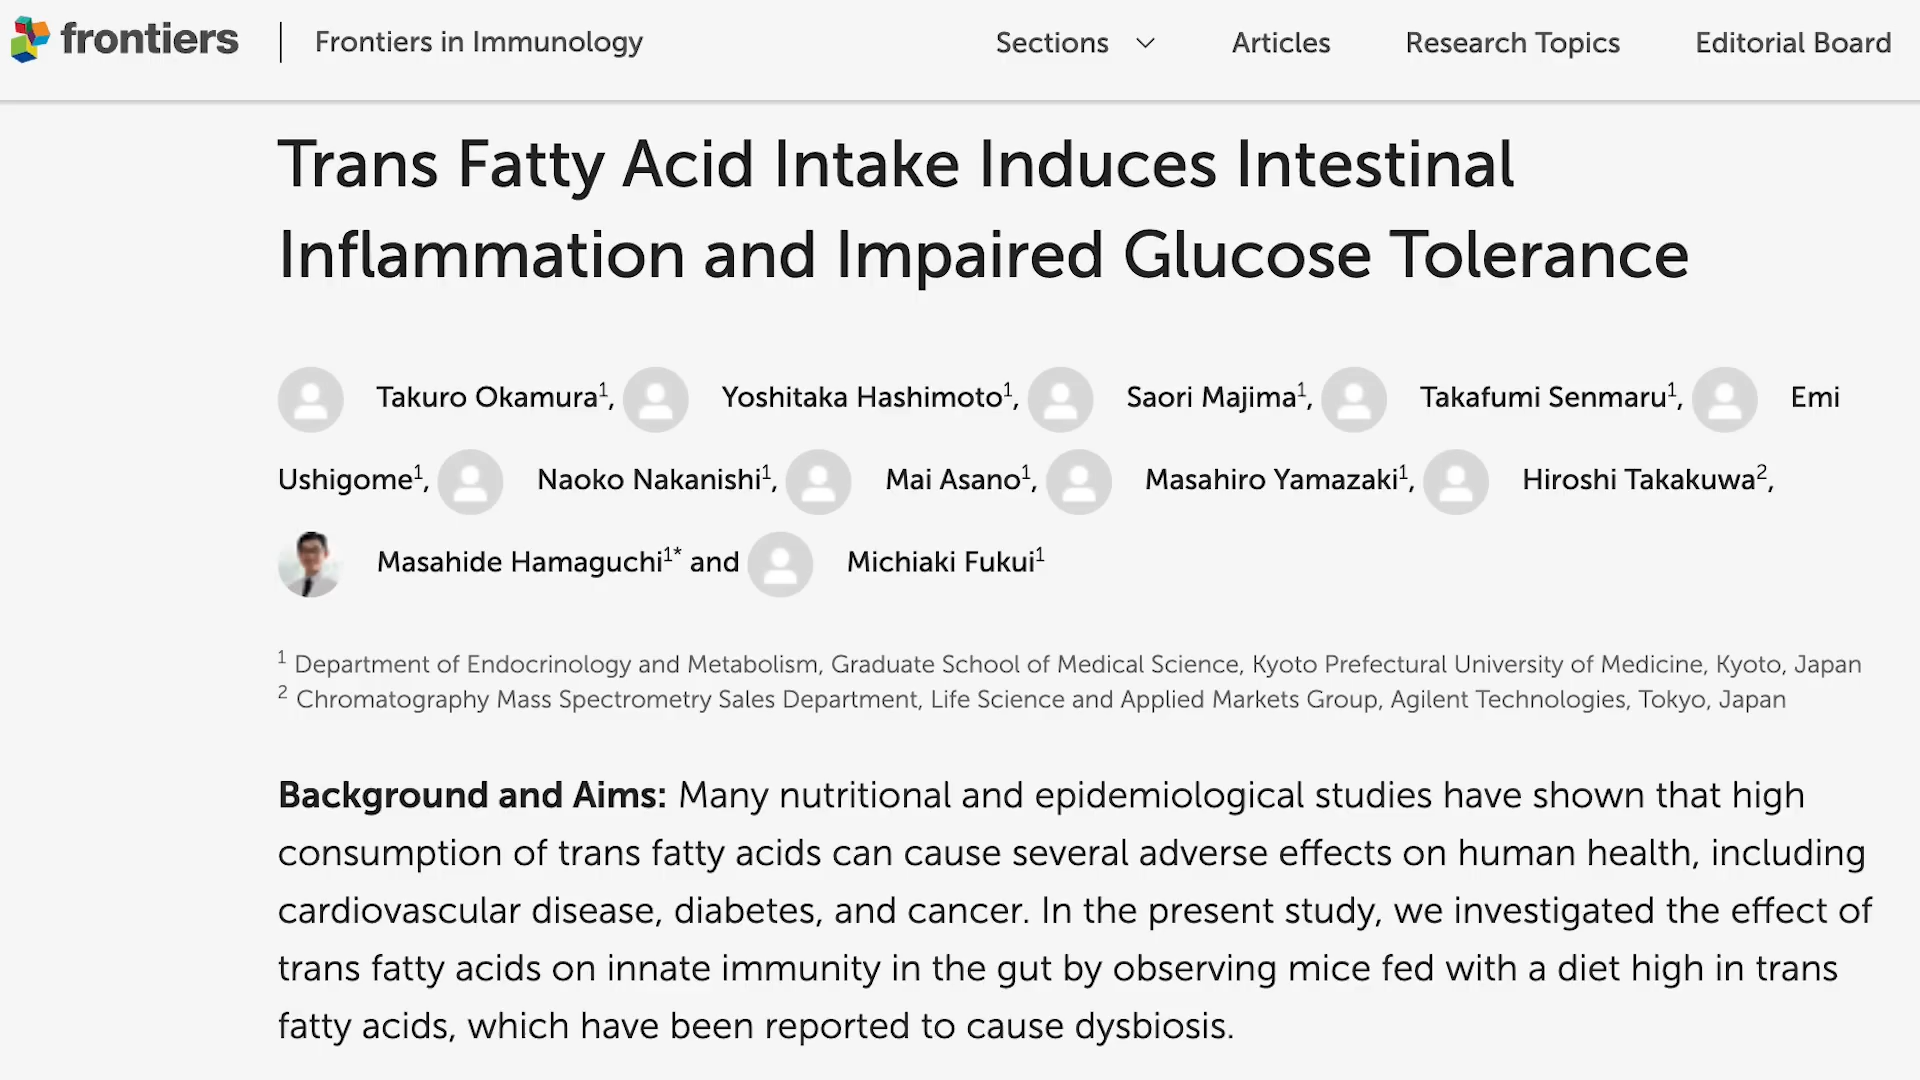 frontiers | Frontiers in Immunology Sections Articles Research Topics Editorial Board
Trans Fatty Acid Intake Induces Intestinal
Inflammation and Impaired Glucose Tolerance
Takuro Okamura¹, Yoshitaka Hashimoto¹, Saori Majima¹, Takafumi Senmaru¹, Emi
Ushigome¹, Naoko Nakanishi¹, Mai Asano¹, Masahiro Yamazaki¹, Hiroshi Takakuwa²,
Masahide Hamaguchi¹* and Michiaki Fukui¹
¹ Department of Endocrinology and Metabolism, Graduate School of Medical Science, Kyoto Prefectural University of Medicine, Kyoto, Japan
² Chromatography Mass Spectrometry Sales Department, Life Science and Applied Markets Group, Agilent Technologies, Tokyo, Japan
Background and Aims: Many nutritional and epidemiological studies have shown that high
consumption of trans fatty acids can cause several adverse effects on human health, including
cardiovascular disease, diabetes, and cancer. In the present study, we investigated the effect of
trans fatty acids on innate immunity in the gut by observing mice fed with a diet high in trans
fatty acids, which have been reported to cause dysbiosis.